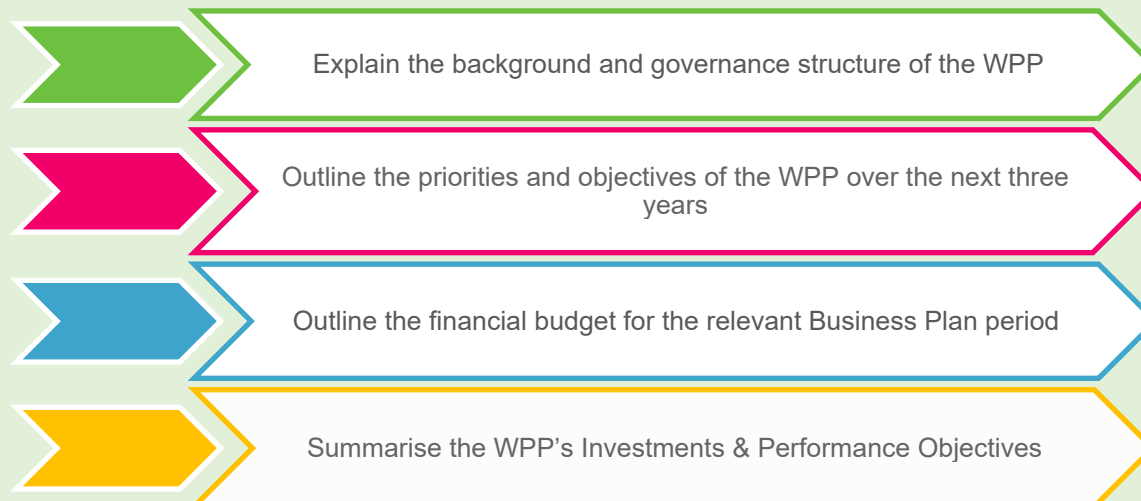 Explain the background and governance structure of the WPP
Outline the priorities and objectives of the WPP over the next three
years
Outline the financial budget for the relevant Business Plan period
Summarise the WPP’s Investments & Performance Objectives